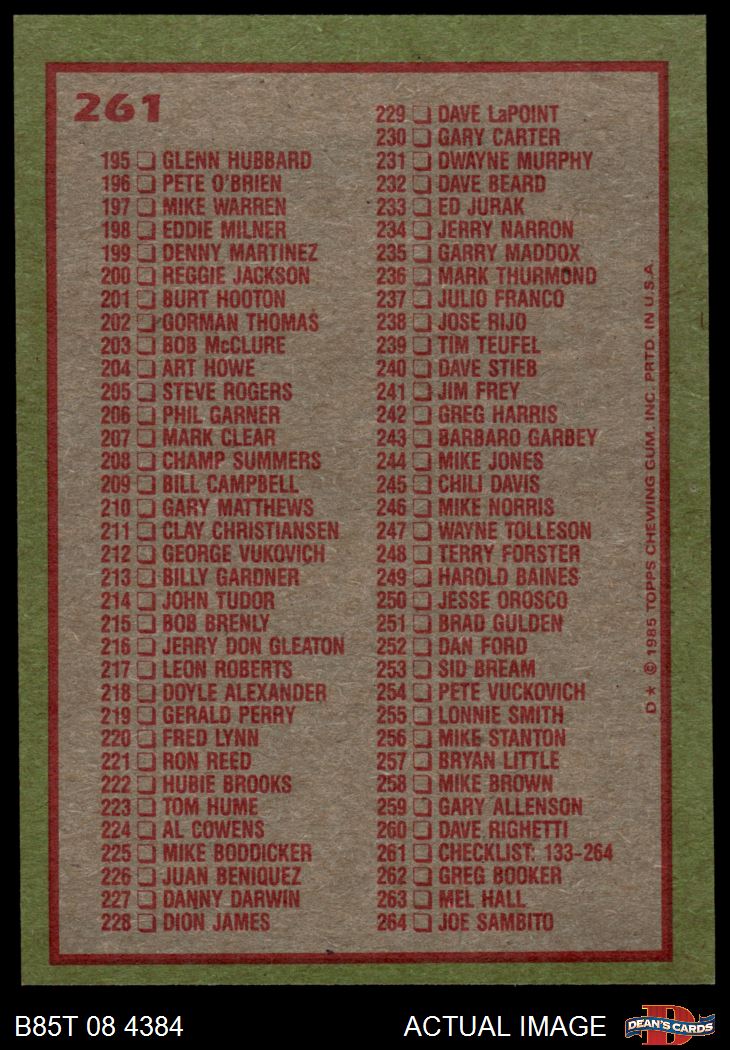 261
195 GLENN HUBBARD
196 PETE O'BRIEN
197 MIKE WARREN
198 EDDIE MILNER
199 DENNY MARTINEZ
200 REGGIE JACKSON
201 BURT HOOTON
202 GORMAN THOMAS
203 BOB McCLURE
204 ART HOWE
205 STEVE ROGERS
206 PHIL GARNER
207 MARK CLEAR
208 CHAMP SUMMERS
209 BILL CAMPBELL
210 GARY MATTHEWS
211 CLAY CHRISTIANSEN
212 GEORGE VUKOVICH
213 BILLY GARDNER
214 JOHN TUDOR
215 BOB BRENLY
216 JERRY DON GLEATON
217 LEON ROBERTS
218 DOYLE ALEXANDER
219 GERALD PERRY
220 FRED LYNN
221 RON REED
222 HUBIE BROOKS
223 TOM HUME
224 AL COWENS
225 MIKE BODDICKER
226 JUAN BENIQUEZ
227 DANNY DARWIN
228 DION JAMES
229 DAVE LaPOINT
230 GARY CARTER
231 DWAYNE MURPHY
232 DAVE BEARD
233 ED JURAK
234 JERRY NARRON
235 GARRY MADDOX
236 MARK THURMOND
237 JULIO FRANCO
238 JOSE RIJO
239 TIM TEUFEL
240 DAVE STIEB
241 JIM FREY
242 GREG HARRIS
243 BARBARO GARBEY
244 MIKE JONES
245 CHILI DAVIS
246 MIKE NORRIS
247 WAYNE TOLLESON
248 TERRY FORSTER
249 HAROLD BAINES
250 JESSE OROSCO
251 BRAD GULDEN
252 DAN FORD
253 SID BREAM
254 PETE VUCKOVICH
255 LONNIE SMITH
256 MIKE STANTON
257 BRYAN LITTLE
258 MIKE BROWN
259 GARY ALLENSON
260 DAVE RIGHETTI
261 CHECKLIST: 133-264
262 GREG BOOKER
263 MEL HALL
264 JOE SAMBITO
D★ © 1985 TOPPS CHEWING GUM, INC. PRTD. IN U.S.A.
B85T 08 4384
ACTUAL IMAGE
D
DEAN'S CARDS